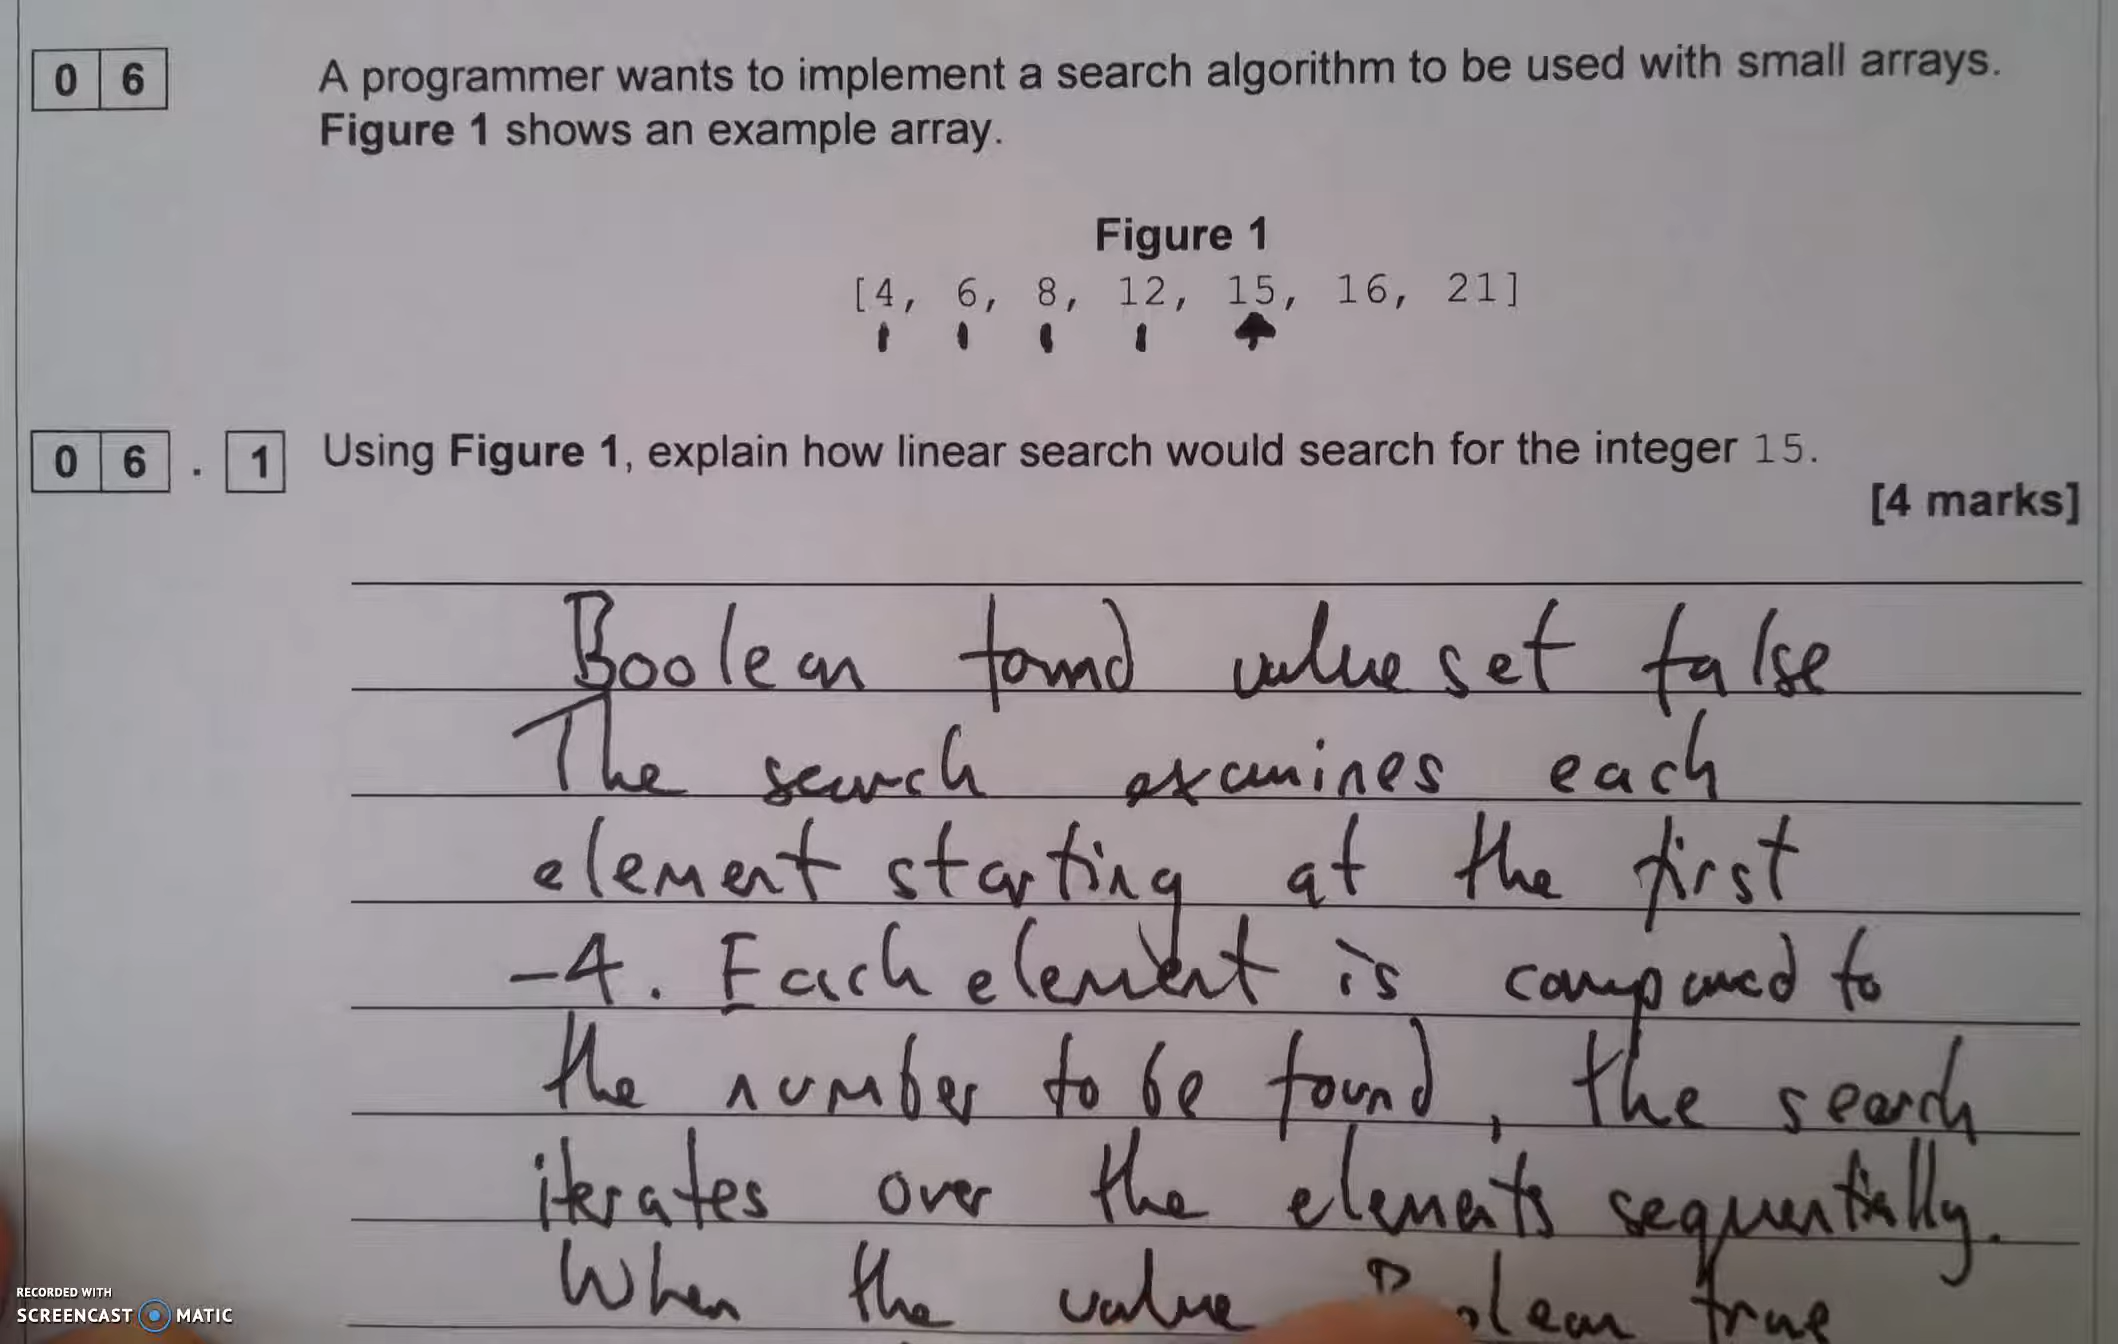 0 6
A programmer wants to implement a search algorithm to be used with small arrays.
Figure 1 shows an example array.
Figure 1
[4, 6, 8, 12, 15, 16, 21]
0 6 . 1 Using Figure 1, explain how linear search would search for the integer 15.
[4 marks]
Boolean found value set false
The search examines each
element starting at the first
-4. Each element is compared to
the number to be found, the search
iterates over the elements sequentially.
When the value true
RECORDED WITH
SCREENCAST MATIC